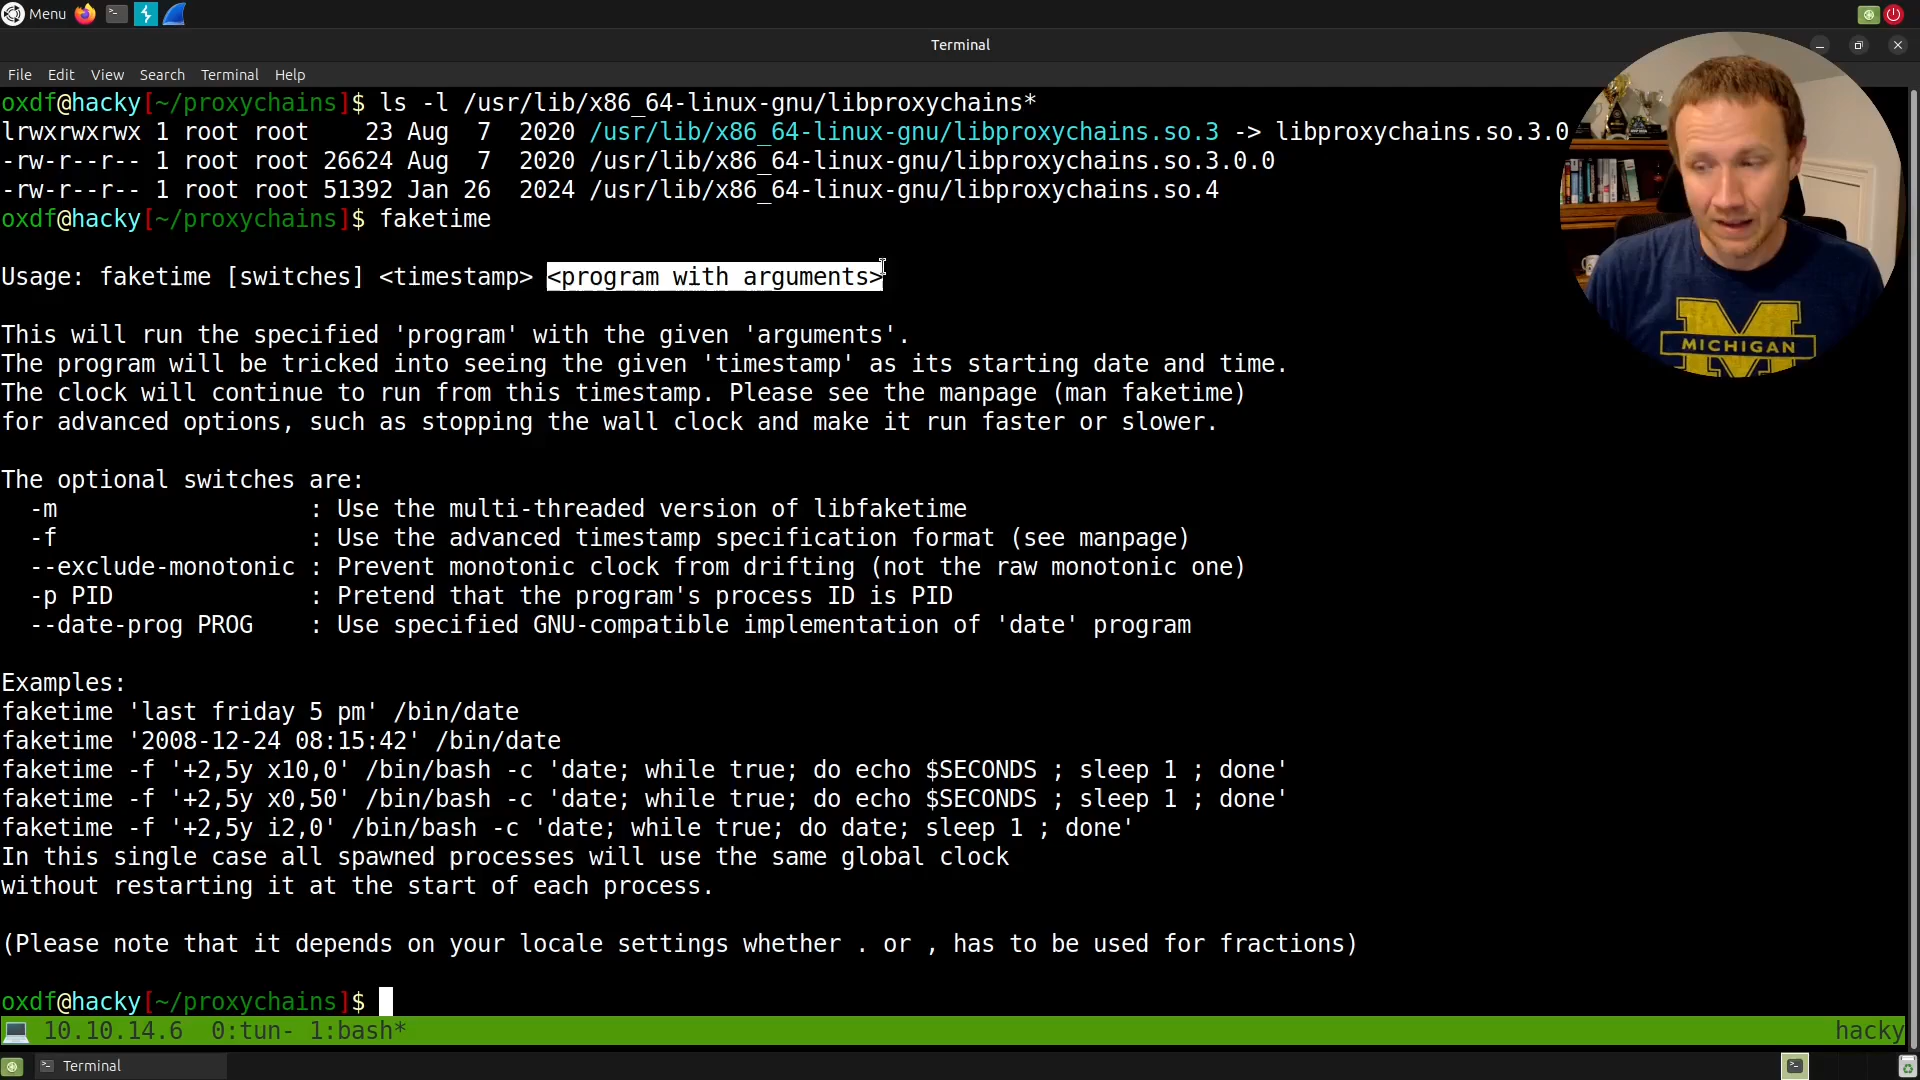 Menu
Terminal
File Edit View Search Terminal Help
oxdf@hacky[~/proxychains]$ ls -l /usr/lib/x86_64-linux-gnu/libproxychains*
lrwxrwxrwx 1 root root    23 Aug  7  2020 /usr/lib/x86_64-linux-gnu/libproxychains.so.3 -> libproxychains.so.3.0
-rw-r--r-- 1 root root 26624 Aug  7  2020 /usr/lib/x86_64-linux-gnu/libproxychains.so.3.0.0
-rw-r--r-- 1 root root 51392 Jan 26  2024 /usr/lib/x86_64-linux-gnu/libproxychains.so.4
oxdf@hacky[~/proxychains]$ faketime
Usage: faketime [switches] <timestamp> <program with arguments>
This will run the specified 'program' with the given 'arguments'.
The program will be tricked into seeing the given 'timestamp' as its starting date and time.
The clock will continue to run from this timestamp. Please see the manpage (man faketime)
for advanced options, such as stopping the wall clock and make it run faster or slower.
The optional switches are:
  -m                  : Use the multi-threaded version of libfaketime
  -f                  : Use the advanced timestamp specification format (see manpage)
  --exclude-monotonic : Prevent monotonic clock from drifting (not the raw monotonic one)
  -p PID              : Pretend that the program's process ID is PID
  --date-prog PROG    : Use specified GNU-compatible implementation of 'date' program
Examples:
faketime 'last friday 5 pm' /bin/date
faketime '2008-12-24 08:15:42' /bin/date
faketime -f '+2,5y x10,0' /bin/bash -c 'date; while true; do echo $SECONDS ; sleep 1 ; done'
faketime -f '+2,5y x0,50' /bin/bash -c 'date; while true; do echo $SECONDS ; sleep 1 ; done'
faketime -f '+2,5y i2,0' /bin/bash -c 'date; while true; do date; sleep 1 ; done'
In this single case all spawned processes will use the same global clock
without restarting it at the start of each process.
(Please note that it depends on your locale settings whether . or , has to be used for fractions)
oxdf@hacky[~/proxychains]$
10.10.14.6  0:tun- 1:bash* hacky
Terminal
M
MICHIGAN